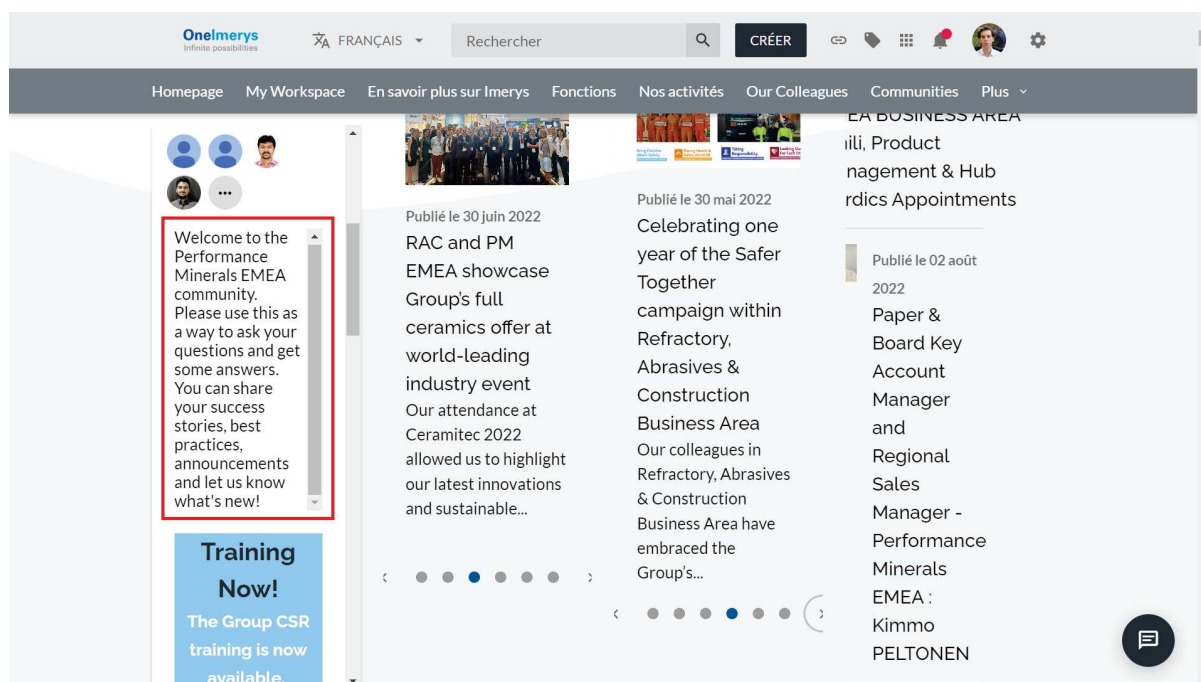 OneImerys
Infinite possibilities
FRANÇAIS
Rechercher
CRÉER
Homepage
My Workspace
En savoir plus sur Imerys
Fonctions
Nos activités
Our Colleagues
Communities
Plus
Welcome to the
Performance
Minerals EMEA
community.
Please use this as
a way to ask your
questions and get
some answers.
You can share
your success
stories, best
practices,
announcements
and let us know
what's new!
Training
Now!
The Group CSR
training is now
available.
Publié le 30 juin 2022
RAC and PM
EMEA showcase
Group's full
ceramics offer at
world-leading
industry event
Our attendance at
Ceramitec 2022
allowed us to highlight
our latest innovations
and sustainable...
Publié le 30 mai 2022
Celebrating one
year of the Safer
Together
campaign within
Refractory,
Abrasives &
Construction
Business Area
Our colleagues in
Refractory, Abrasives
& Construction
Business Area have
embraced the
Group's...
EA BUSINESS AREA
ili, Product
nagement & Hub
rdics Appointments
Publié le 02 août
2022
Paper &
Board Key
Account
Manager
and
Regional
Sales
Manager -
Performance
Minerals
EMEA :
Kimmo
PELTONEN